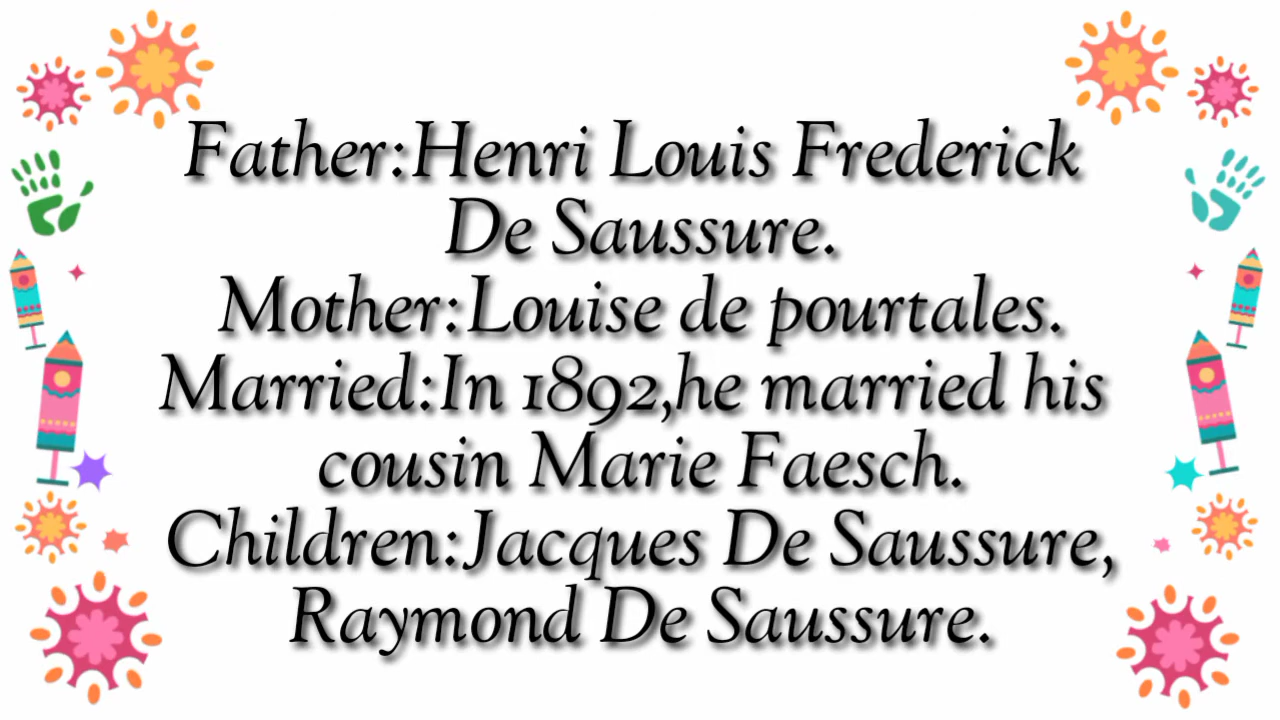 Father:Henri Louis Frederick
De Saussure.
Mother:Louise de pourtales.
Married:In 1892,he married his
cousin Marie Faesch.
Children:Jacques De Saussure,
Raymond De Saussure.